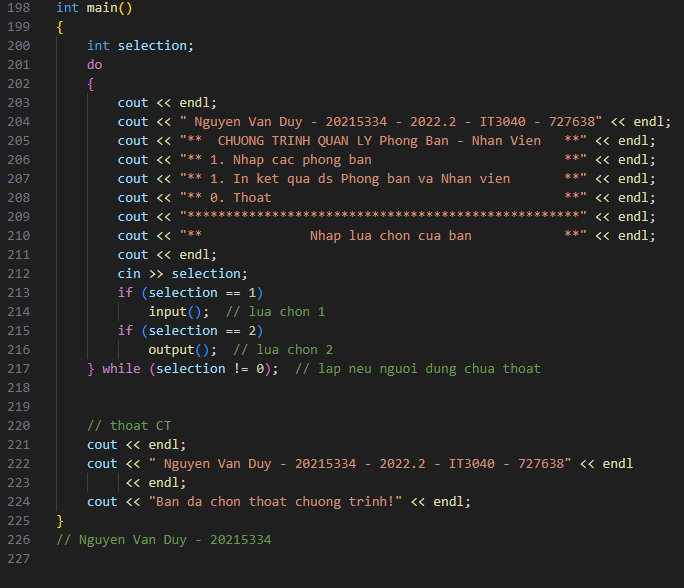 198 int main()
199 {
200     int selection;
201     do
202     {
203         cout << endl;
204         cout << " Nguyen Van Duy - 20215334 - 2022.2 - IT3040 - 727638" << endl;
205         cout << "**  CHUONG TRINH QUAN LY Phong Ban - Nhan Vien   **" << endl;
206         cout << "** 1. Nhap cac phong ban                         **" << endl;
207         cout << "** 1. In ket qua ds Phong ban va Nhan vien       **" << endl;
208         cout << "** 0. Thoat                                      **" << endl;
209         cout << "***************************************************" << endl;
210         cout << "**              Nhap lua chon cua ban            **" << endl;
211         cout << endl;
212         cin >> selection;
213         if (selection == 1)
214             input();  // lua chon 1
215         if (selection == 2)
216             output();  // lua chon 2
217     } while (selection != 0);  // lap neu nguoi dung chua thoat
218
219
220     // thoat CT
221     cout << endl;
222     cout << " Nguyen Van Duy - 20215334 - 2022.2 - IT3040 - 727638" << endl
223          << endl;
224     cout << "Ban da chon thoat chuong trinh!" << endl;
225 }
226 // Nguyen Van Duy - 20215334
227